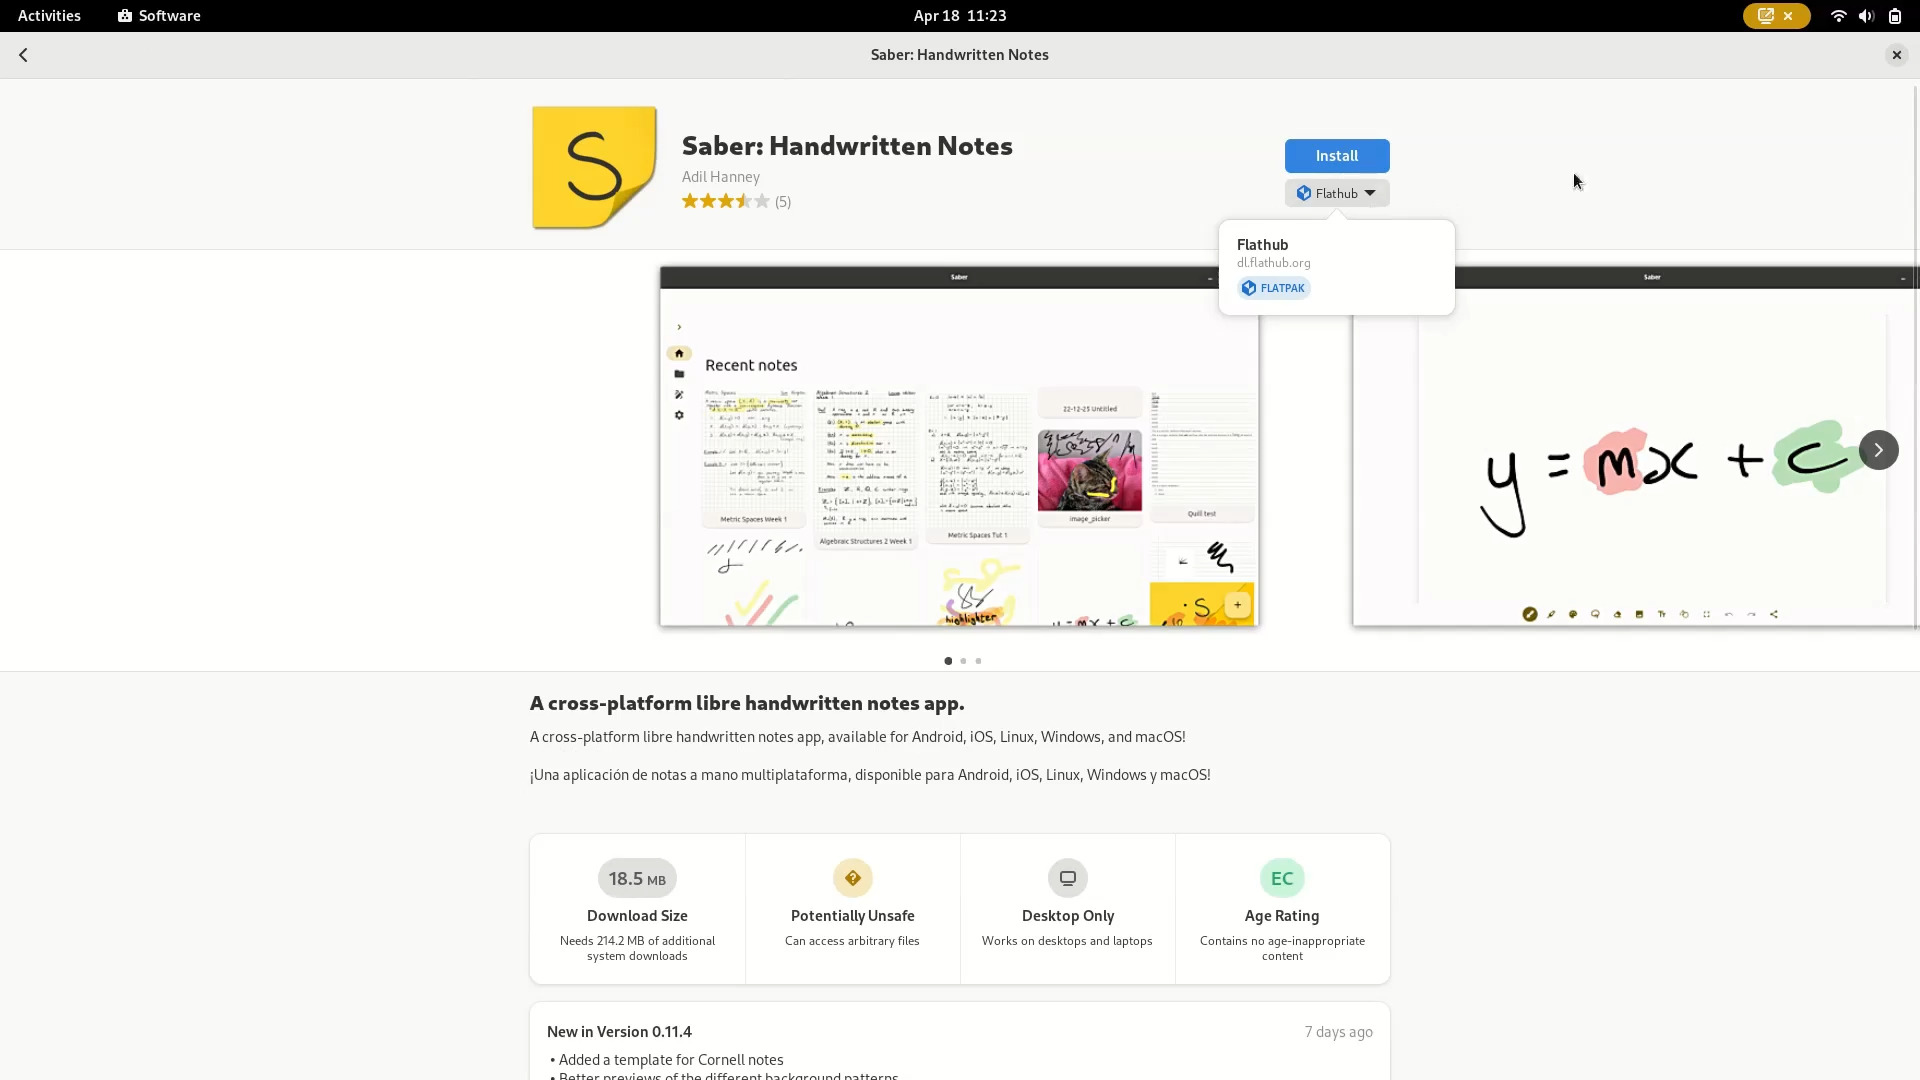 Activities
Software
Apr 18 11:23
Saber: Handwritten Notes
S
Saber: Handwritten Notes
Adil Hanney
(5)
Install
Flathub
Flathub
dl.flathub.org
FLATPAK
Saber
Recent notes
Metric Spaces Week 1
Algebraic Structures 2 Week 1
Metric Spaces Tut 1
22-12-25 Untitled
image_picker
Quill test
highlighter
y = mx + c
S
Saber
y = mx + c
A cross-platform libre handwritten notes app.
A cross-platform libre handwritten notes app, available for Android, iOS, Linux, Windows, and macOS!
¡Una aplicación de notas a mano multiplataforma, disponible para Android, iOS, Linux, Windows y macOS!
18.5 MB
Download Size
Needs 214.2 MB of additional
system downloads
Potentially Unsafe
Can access arbitrary files
Desktop Only
Works on desktops and laptops
EC
Age Rating
Contains no age-inappropriate
content
New in Version 0.11.4
7 days ago
• Added a template for Cornell notes
• Better previews of the different background patterns